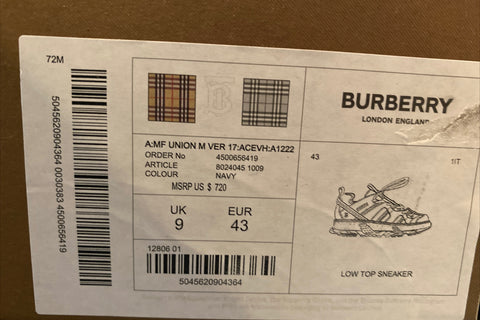 72M
5045620904364 0030383 4500656419
BURBERRY
LONDON ENGLAND
A:MF UNION M VER 17:ACEVH:A1222
ORDER No 4500656419
ARTICLE 8024045 1009
COLOUR NAVY
MSRP US $ 720
UK EUR
9 43
12806 01
5045620904364
43 1IT
LOW TOP SNEAKER